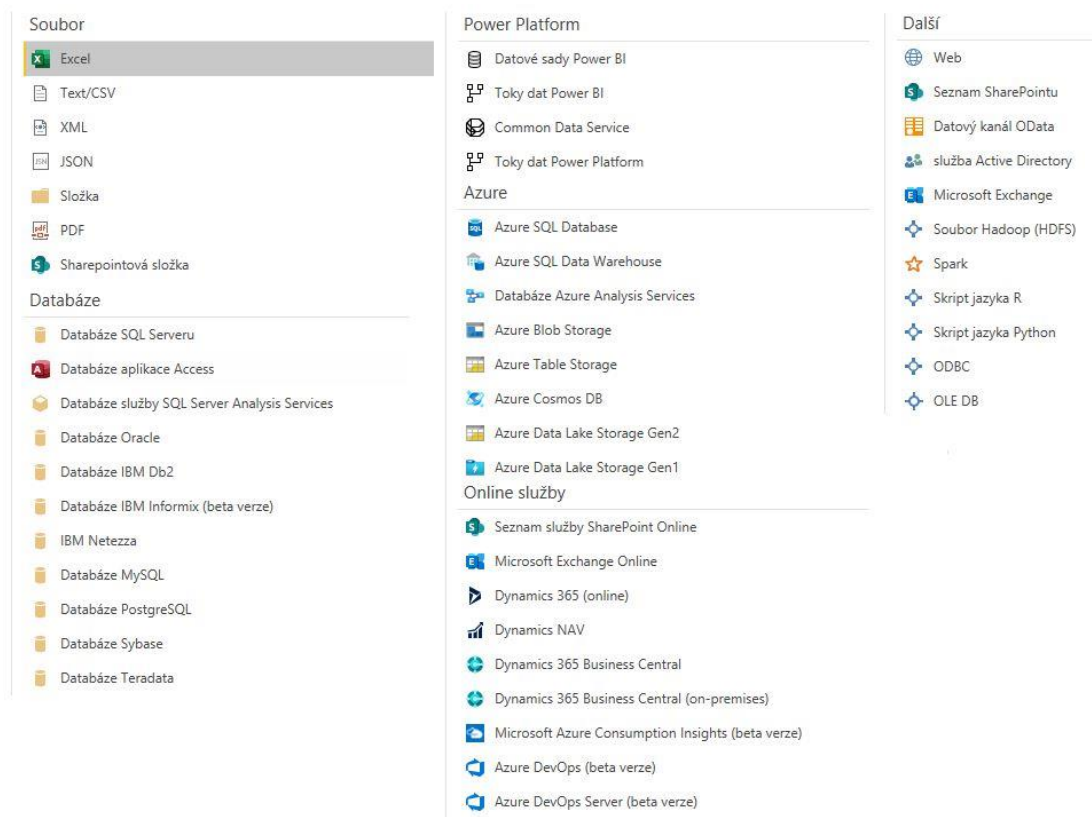 Soubor
Excel
Text/CSV
XML
JSON
Složka
PDF
Sharepointová složka
Databáze
Databáze SQL Serveru
Databáze aplikace Access
Databáze služby SQL Server Analysis Services
Databáze Oracle
Databáze IBM Db2
Databáze IBM Informix (beta verze)
IBM Netezza
Databáze MySQL
Databáze PostgreSQL
Databáze Sybase
Databáze Teradata
Power Platform
Datové sady Power BI
Toky dat Power BI
Common Data Service
Toky dat Power Platform
Azure
Azure SQL Database
Azure SQL Data Warehouse
Databáze Azure Analysis Services
Azure Blob Storage
Azure Table Storage
Azure Cosmos DB
Azure Data Lake Storage Gen2
Azure Data Lake Storage Gen1
Online služby
Seznam služby SharePoint Online
Microsoft Exchange Online
Dynamics 365 (online)
Dynamics NAV
Dynamics 365 Business Central
Dynamics 365 Business Central (on-premises)
Microsoft Azure Consumption Insights (beta verze)
Azure DevOps (beta verze)
Azure DevOps Server (beta verze)
Další
Web
Seznam SharePointu
Datový kanál OData
služba Active Directory
Microsoft Exchange
Soubor Hadoop (HDFS)
Spark
Skript jazyka R
Skript jazyka Python
ODBC
OLE DB